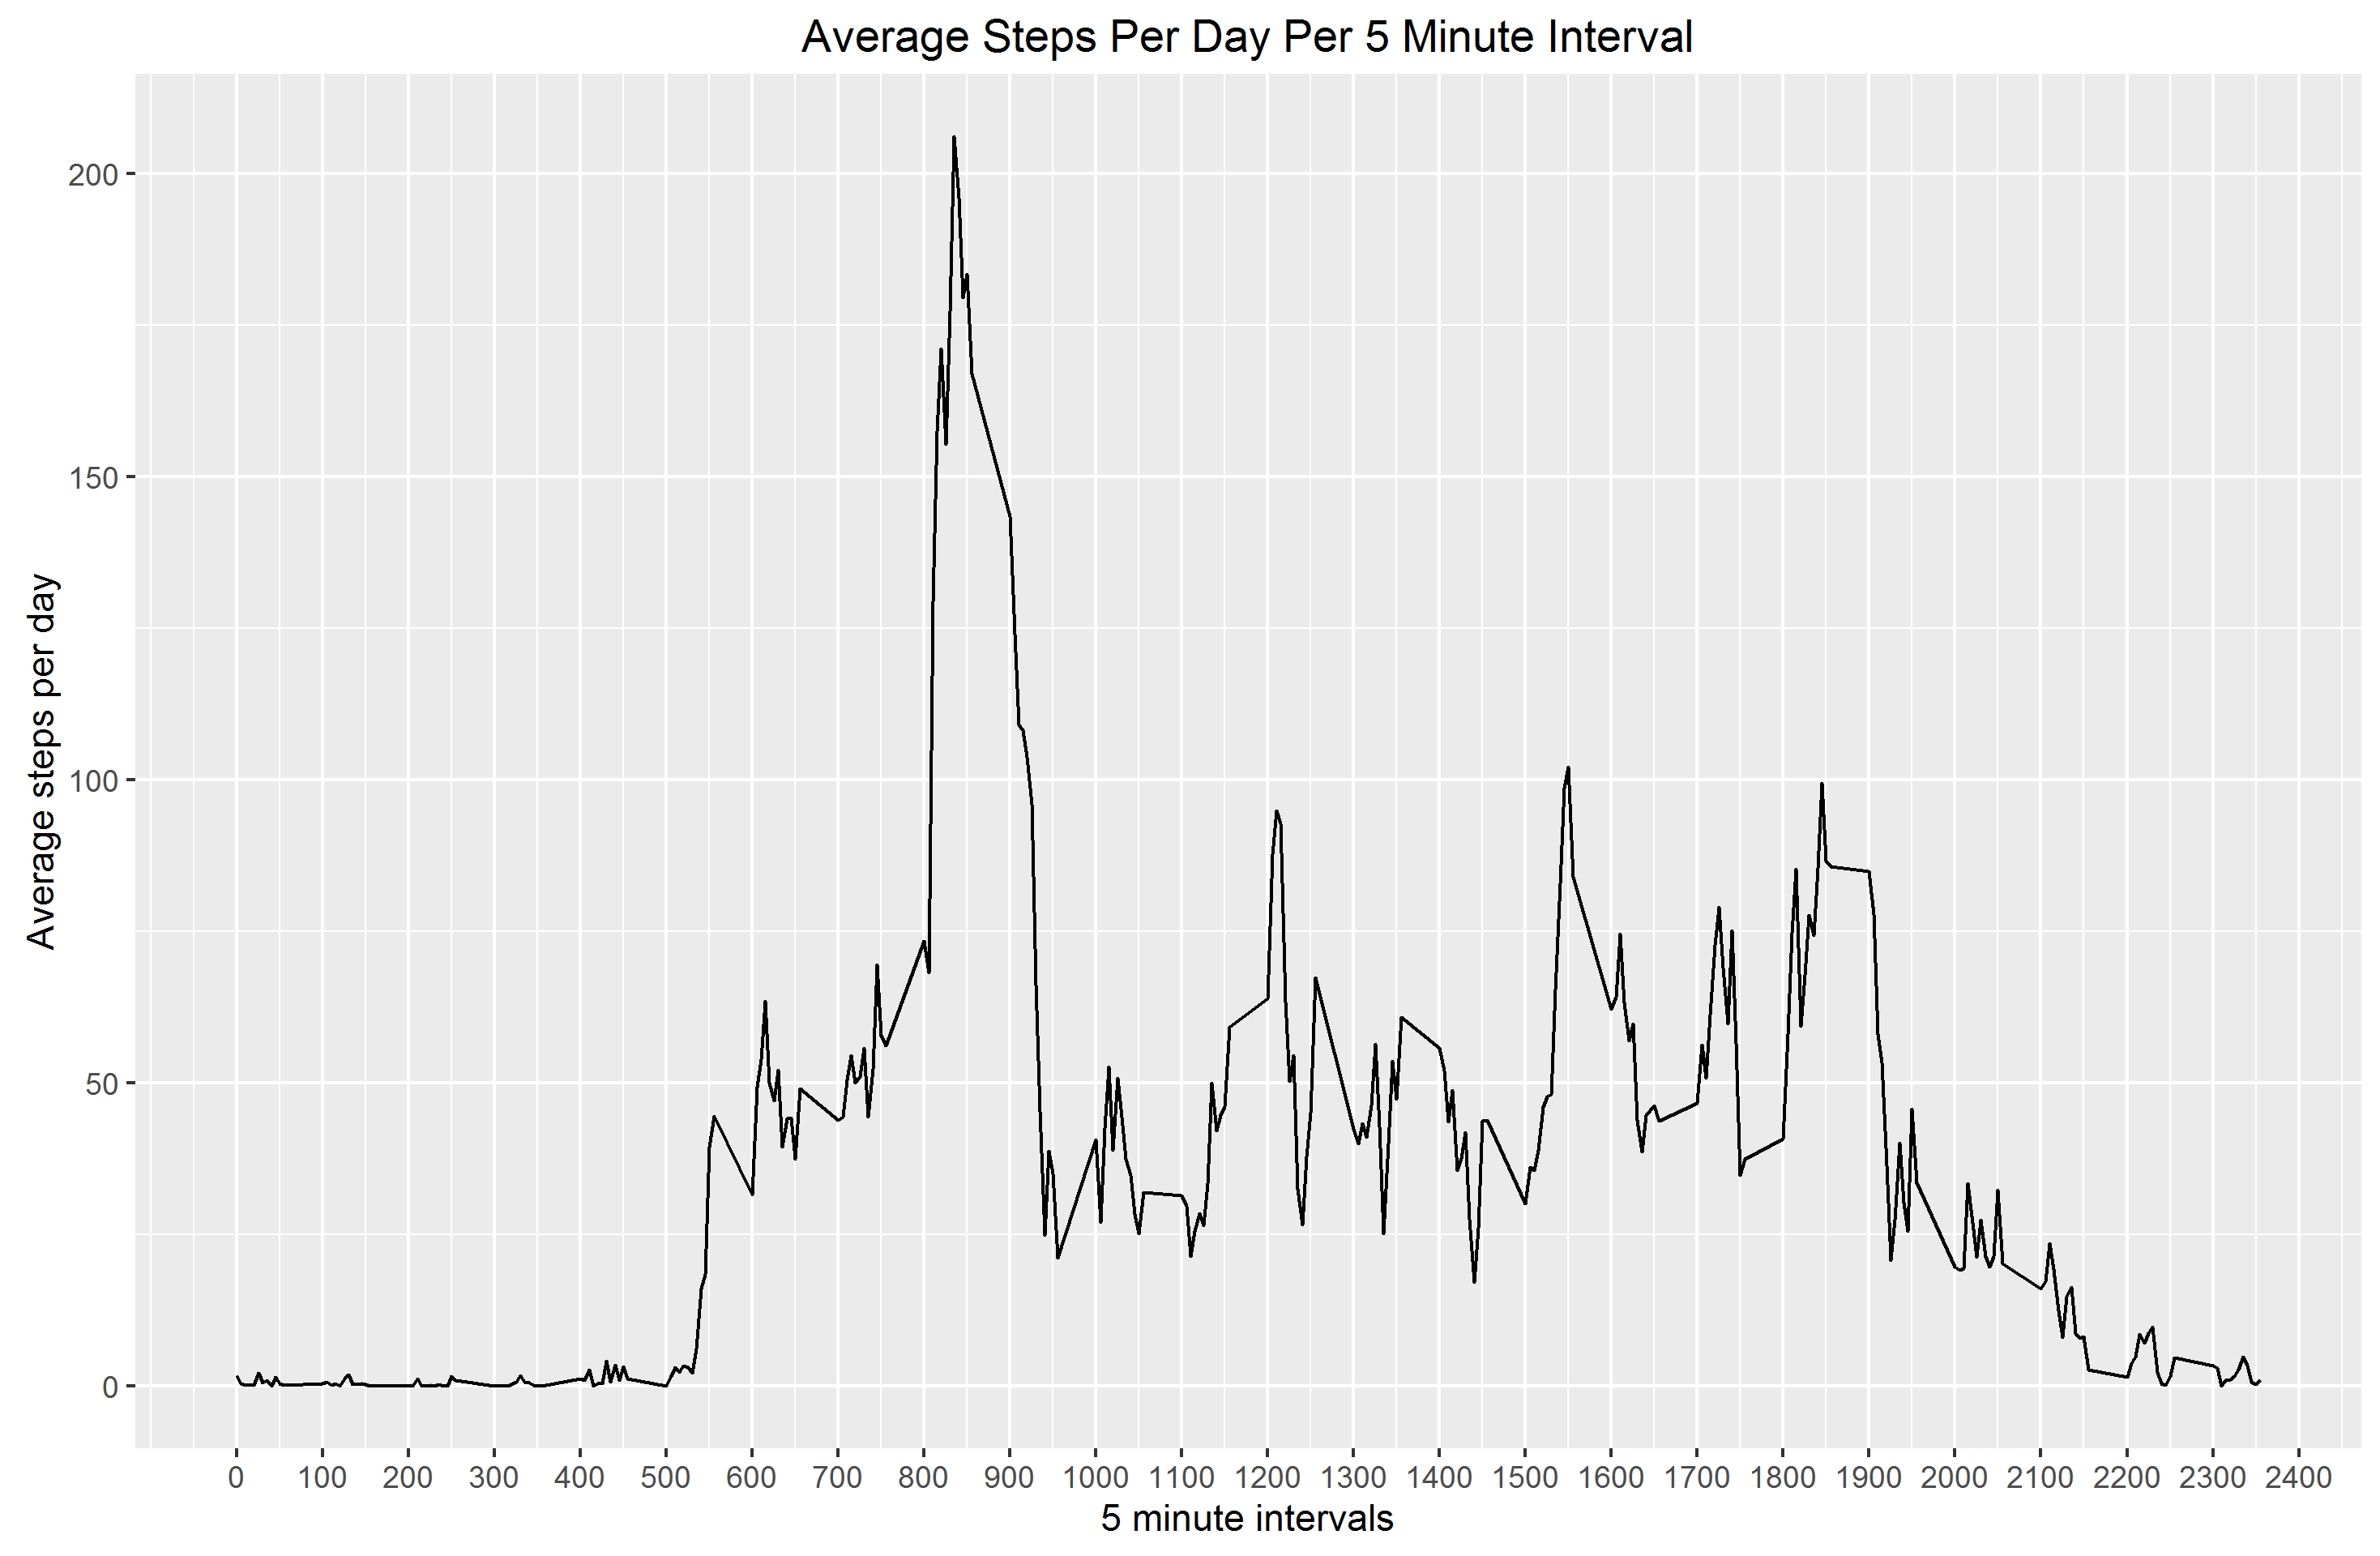 Average Steps Per Day Per 5 Minute Interval
Average steps per day
200
150
100
50
0
0 100 200 300 400 500 600 700 800 900 1000 1100 1200 1300 1400 1500 1600 1700 1800 1900 2000 2100 2200 2300 2400
5 minute intervals